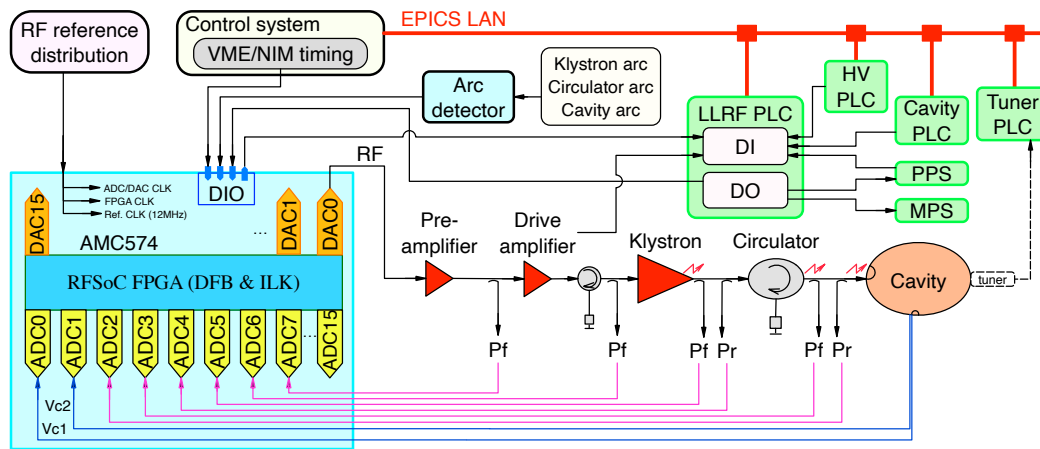 EPICS LAN
RF reference
distribution
Control system
VME/NIM timing
Arc
detector
Klystron arc
Circulator arc
Cavity arc
HV
PLC
LLRF PLC
DI
DO
Cavity
PLC
Tuner
PLC
PPS
MPS
RF
DIO
ADC/DAC CLK
FPGA CLK
Ref. CLK (12MHz)
DAC15
...
DAC1
DAC0
AMC574
RFSoC FPGA (DFB & ILK)
Pre-
amplifier
Drive
amplifier
Klystron
Circulator
Cavity
tuner
ADC0
ADC1
ADC2
ADC3
ADC4
ADC5
ADC6
ADC7
...
ADC15
Pf
Pf
Pf
Pr
Pf
Pr
Vc2
Vc1